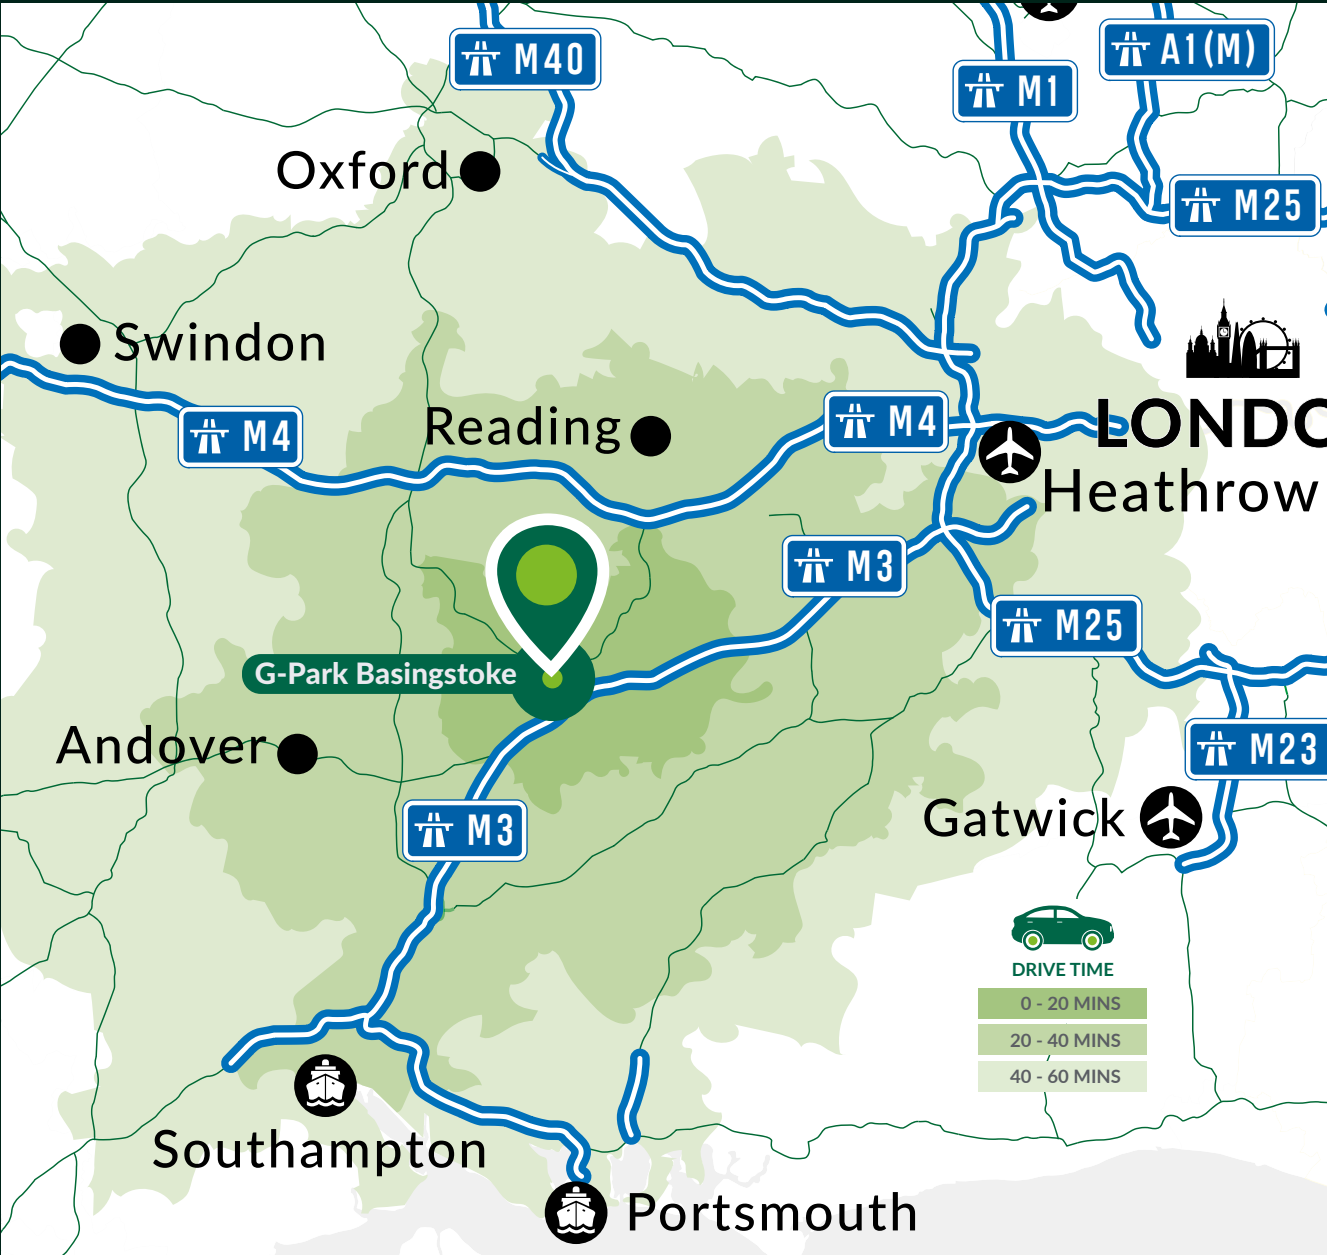 M40
A1(M)
M1
Oxford
M25
Swindon
LONDO
Reading
M4
M4
Heathrow
M3
M25
G-Park Basingstoke
Andover
M23
Gatwick
M3
DRIVE TIME
0 - 20 MINS
20 - 40 MINS
40 - 60 MINS
Southampton
Portsmouth